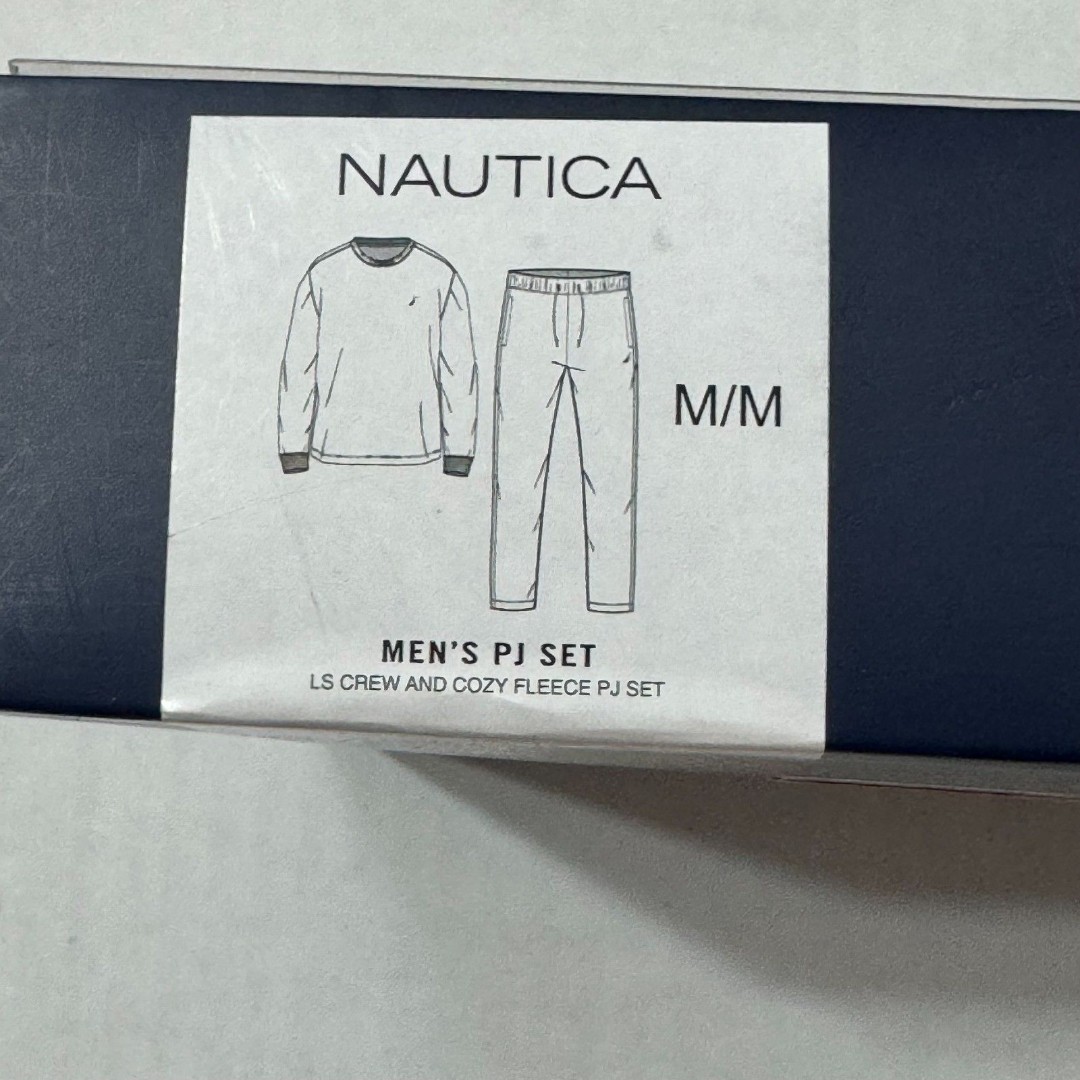 NAUTICA
M/M
MEN'S PJ SET
LS CREW AND COZY FLEECE PJ SET